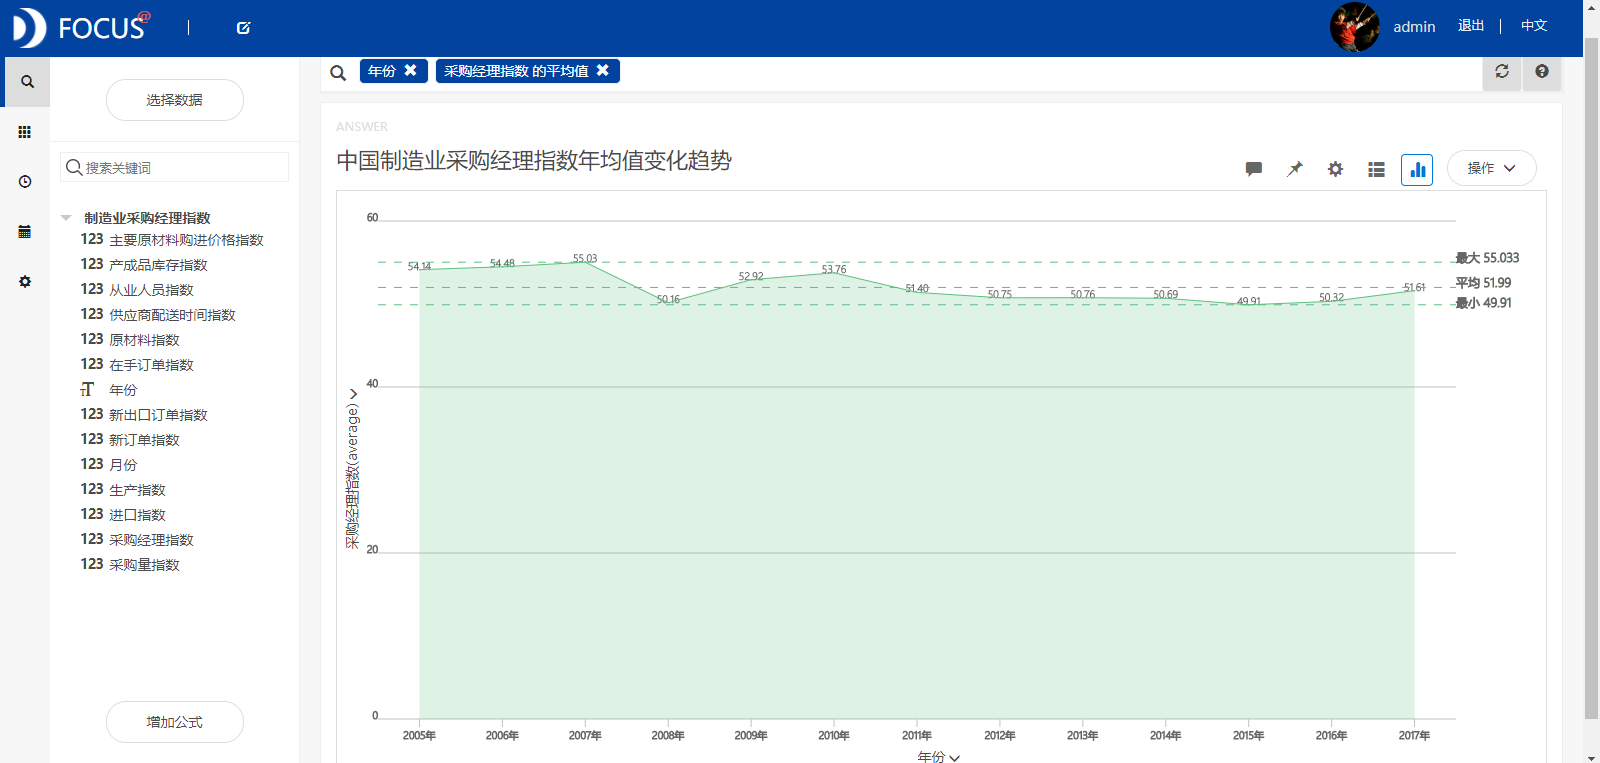 FOCUS@
admin
退出
中文
年份
采购经理指数 的平均值
选择数据
搜索关键词
制造业采购经理指数
123 主要原材料购进价格指数
123 产成品库存指数
123 从业人员指数
123 供应商配送时间指数
123 原材料指数
123 在手订单指数
TT 年份
123 新出口订单指数
123 新订单指数
123 月份
123 生产指数
123 进口指数
123 采购经理指数
123 采购量指数
增加公式
ANSWER
中国制造业采购经理指数年均值变化趋势
操作
60
40
20
0
采购经理指数(average)
54.14
54.48
55.03
50.16
52.92
53.76
51.40
50.75
50.76
50.69
49.91
50.32
51.61
最大 55.033
平均 51.99
最小 49.91
2005年
2006年
2007年
2008年
2009年
2010年
2011年
2012年
2013年
2014年
2015年
2016年
2017年
年份